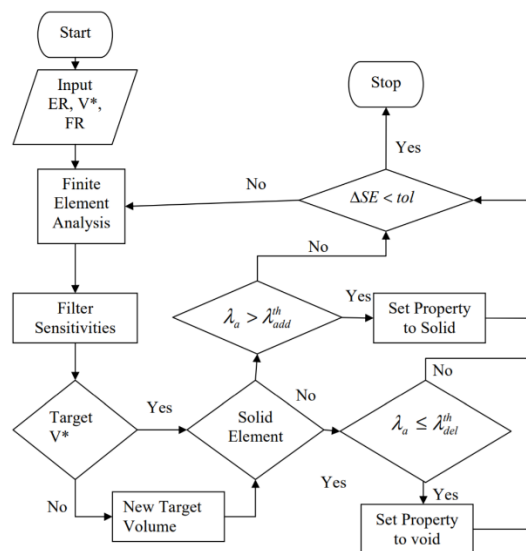 Start
Input
ER, V*,
FR
Stop
Yes
Finite
Element
Analysis
No
ΔSE < tol
No
Filter
Sensitivities
λ_a > λ_add^th
Yes
Set Property
to Solid
No
Target
V*
Yes
Solid
Element
No
λ_a ≤ λ_del^th
Yes
Yes
No
New Target
Volume
Set Property
to void